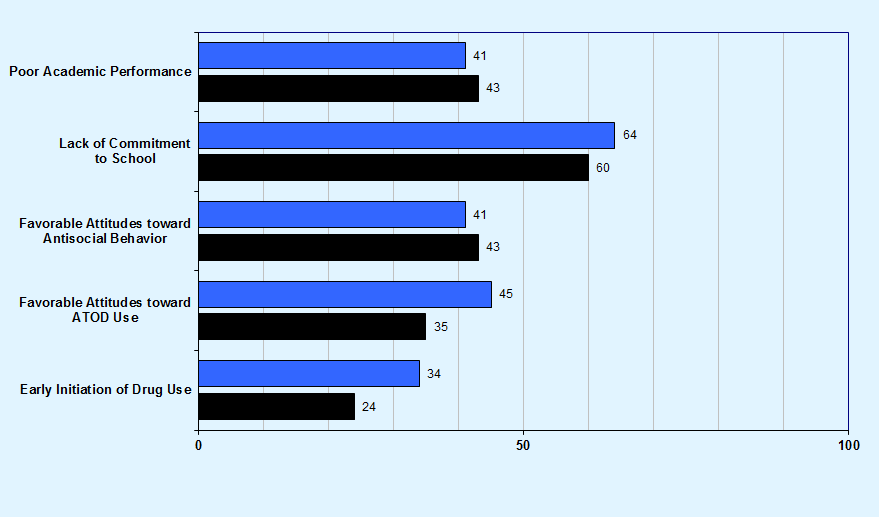 Poor Academic Performance
41
43
Lack of Commitment
to School
64
60
Favorable Attitudes toward
Antisocial Behavior
41
43
Favorable Attitudes toward
ATOD Use
45
35
Early Initiation of Drug Use
34
24
0 50 100